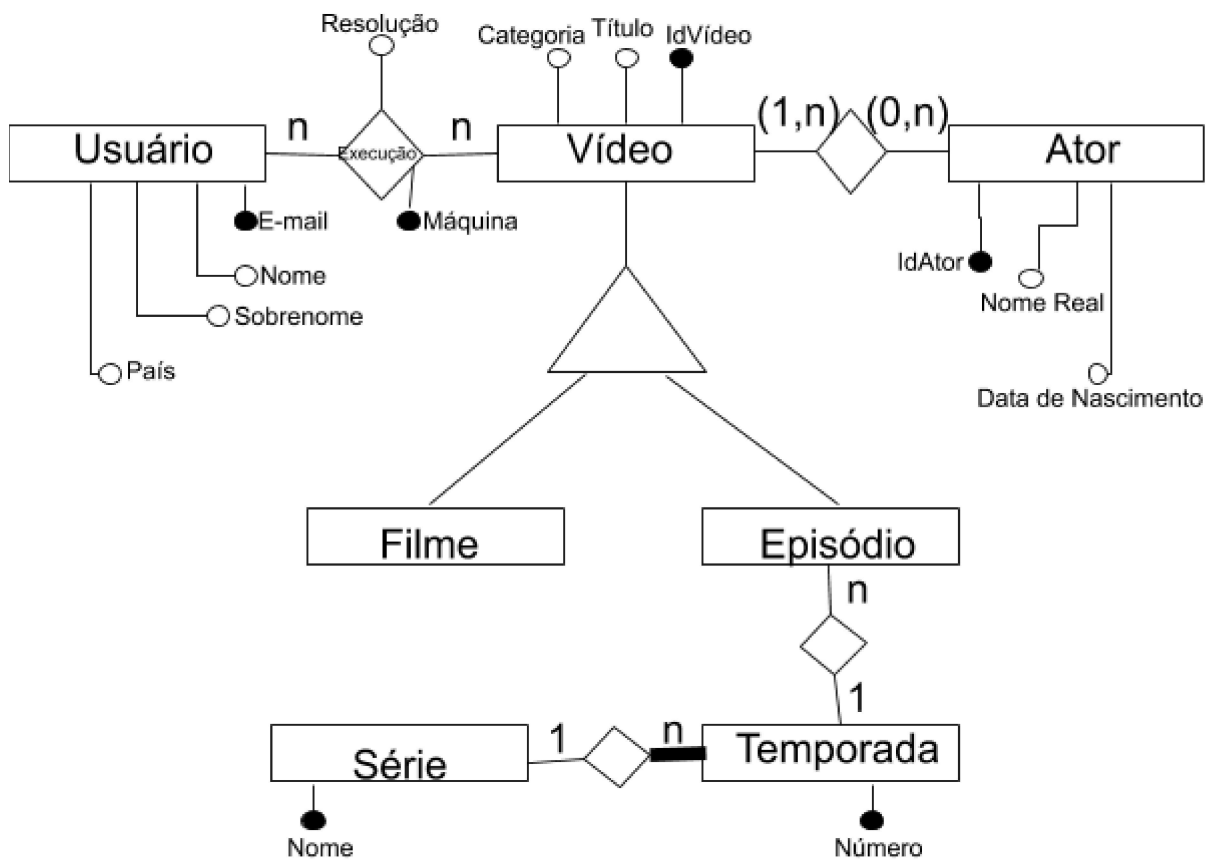 Resolução
Categoria
Título
IdVídeo
Usuário
n
Execução
n
Vídeo
(1,n)
(0,n)
Ator
E-mail
Máquina
Nome
Sobrenome
País
IdAtor
Nome Real
Data de Nascimento
Filme
Episódio
n
1
Série
1
n
Temporada
Nome
Número